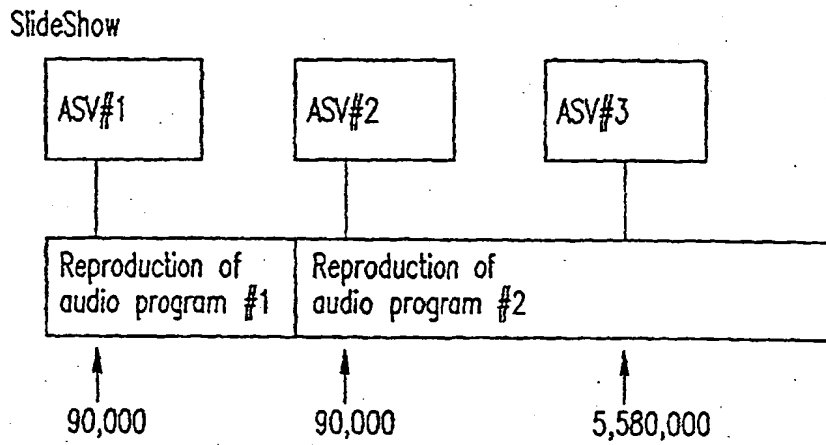 SlideShow
ASV#1
ASV#2
ASV#3
Reproduction of
audio program #1
Reproduction of
audio program #2
90,000
90,000
5,580,000